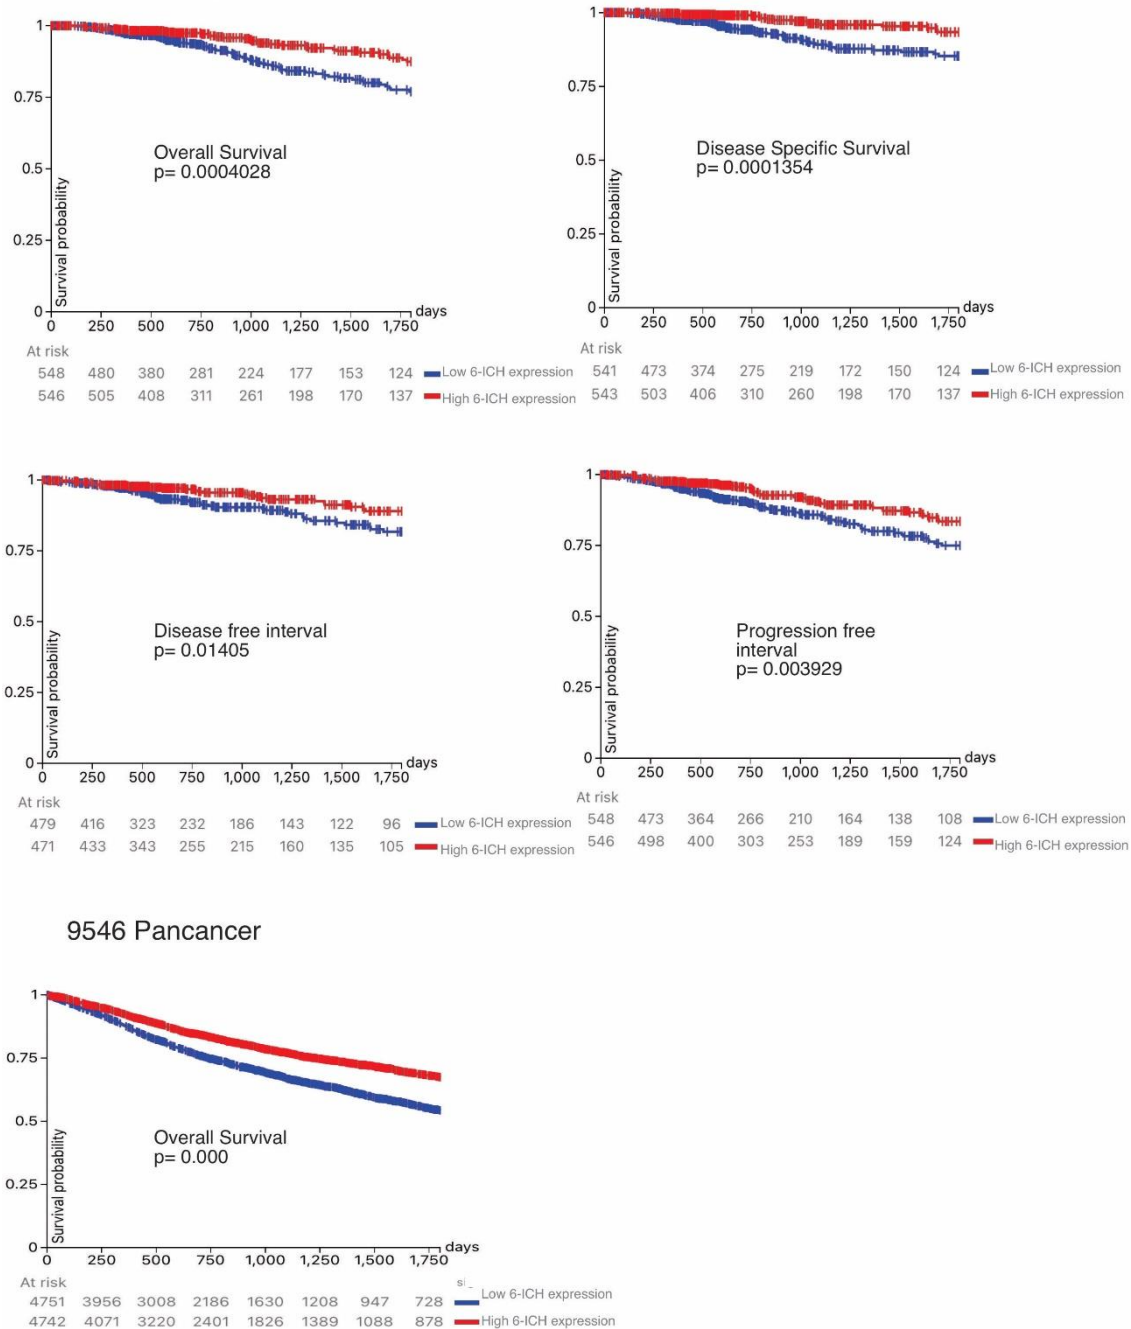 1
0.75
0.5
0.25
0
Survival probability
Overall Survival
p= 0.0004028
0 250 500 750 1,000 1,250 1,500 1,750 days
At risk
548 480 380 281 224 177 153 124 Low 6-ICH expression
546 505 408 311 261 198 170 137 High 6-ICH expression
1
0.75
0.5
0.25
0
Survival probability
Disease Specific Survival
p= 0.0001354
0 250 500 750 1,000 1,250 1,500 1,750 days
At risk
541 473 374 275 219 172 150 124 Low 6-ICH expression
543 503 406 310 260 198 170 137 High 6-ICH expression
1
0.75
0.5
0.25
0
Survival probability
Disease free interval
p= 0.01405
0 250 500 750 1,000 1,250 1,500 1,750 days
At risk
479 416 323 232 186 143 122 96 Low 6-ICH expression
471 433 343 255 215 160 135 105 High 6-ICH expression
1
0.75
0.5
0.25
0
Survival probability
Progression free
interval
p= 0.003929
0 250 500 750 1,000 1,250 1,500 1,750 days
At risk
548 473 364 266 210 164 138 108 Low 6-ICH expression
546 498 400 303 253 189 159 124 High 6-ICH expression
9546 Pancancer
1
0.75
0.5
0.25
0
Survival probability
Overall Survival
p= 0.000
0 250 500 750 1,000 1,250 1,500 1,750 days
At risk
4751 3956 3008 2186 1630 1208 947 728 Low 6-ICH expression
4742 4071 3220 2401 1826 1389 1088 878 High 6-ICH expression